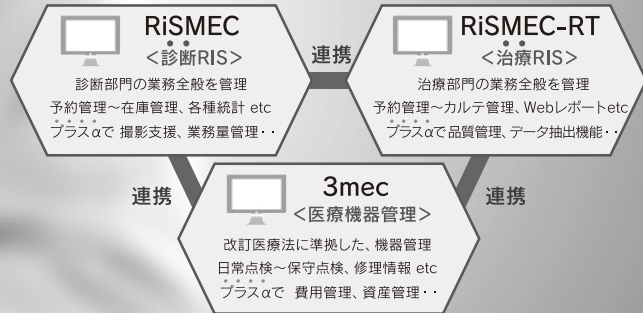 RiSMEC
<診断RIS>
診断部門の業務全般を管理
予約管理~在庫管理、各種統計 etc
プラスαで 撮影支援、業務量管理・・
連携
RiSMEC-RT
<治療RIS>
治療部門の業務全般を管理
予約管理~カルテ管理、Webレポートetc
プラスαで品質管理、データ抽出機能・・
連携
連携
3mec
<医療機器管理>
改訂医療法に準拠した、機器管理
日常点検~保守点検、修理情報 etc
プラスαで 費用管理、資産管理・・